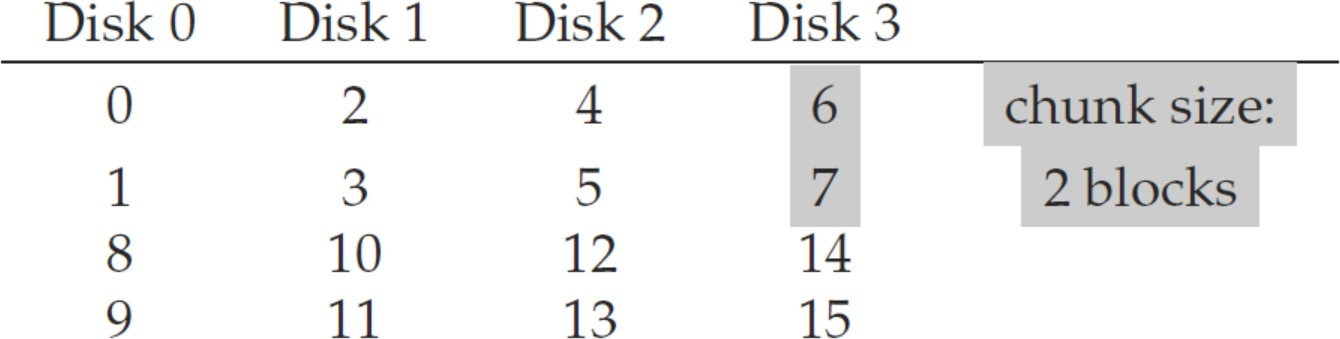 Disk 0 Disk 1 Disk 2 Disk 3
0 2 4 6 chunk size:
1 3 5 7 2 blocks
8 10 12 14
9 11 13 15